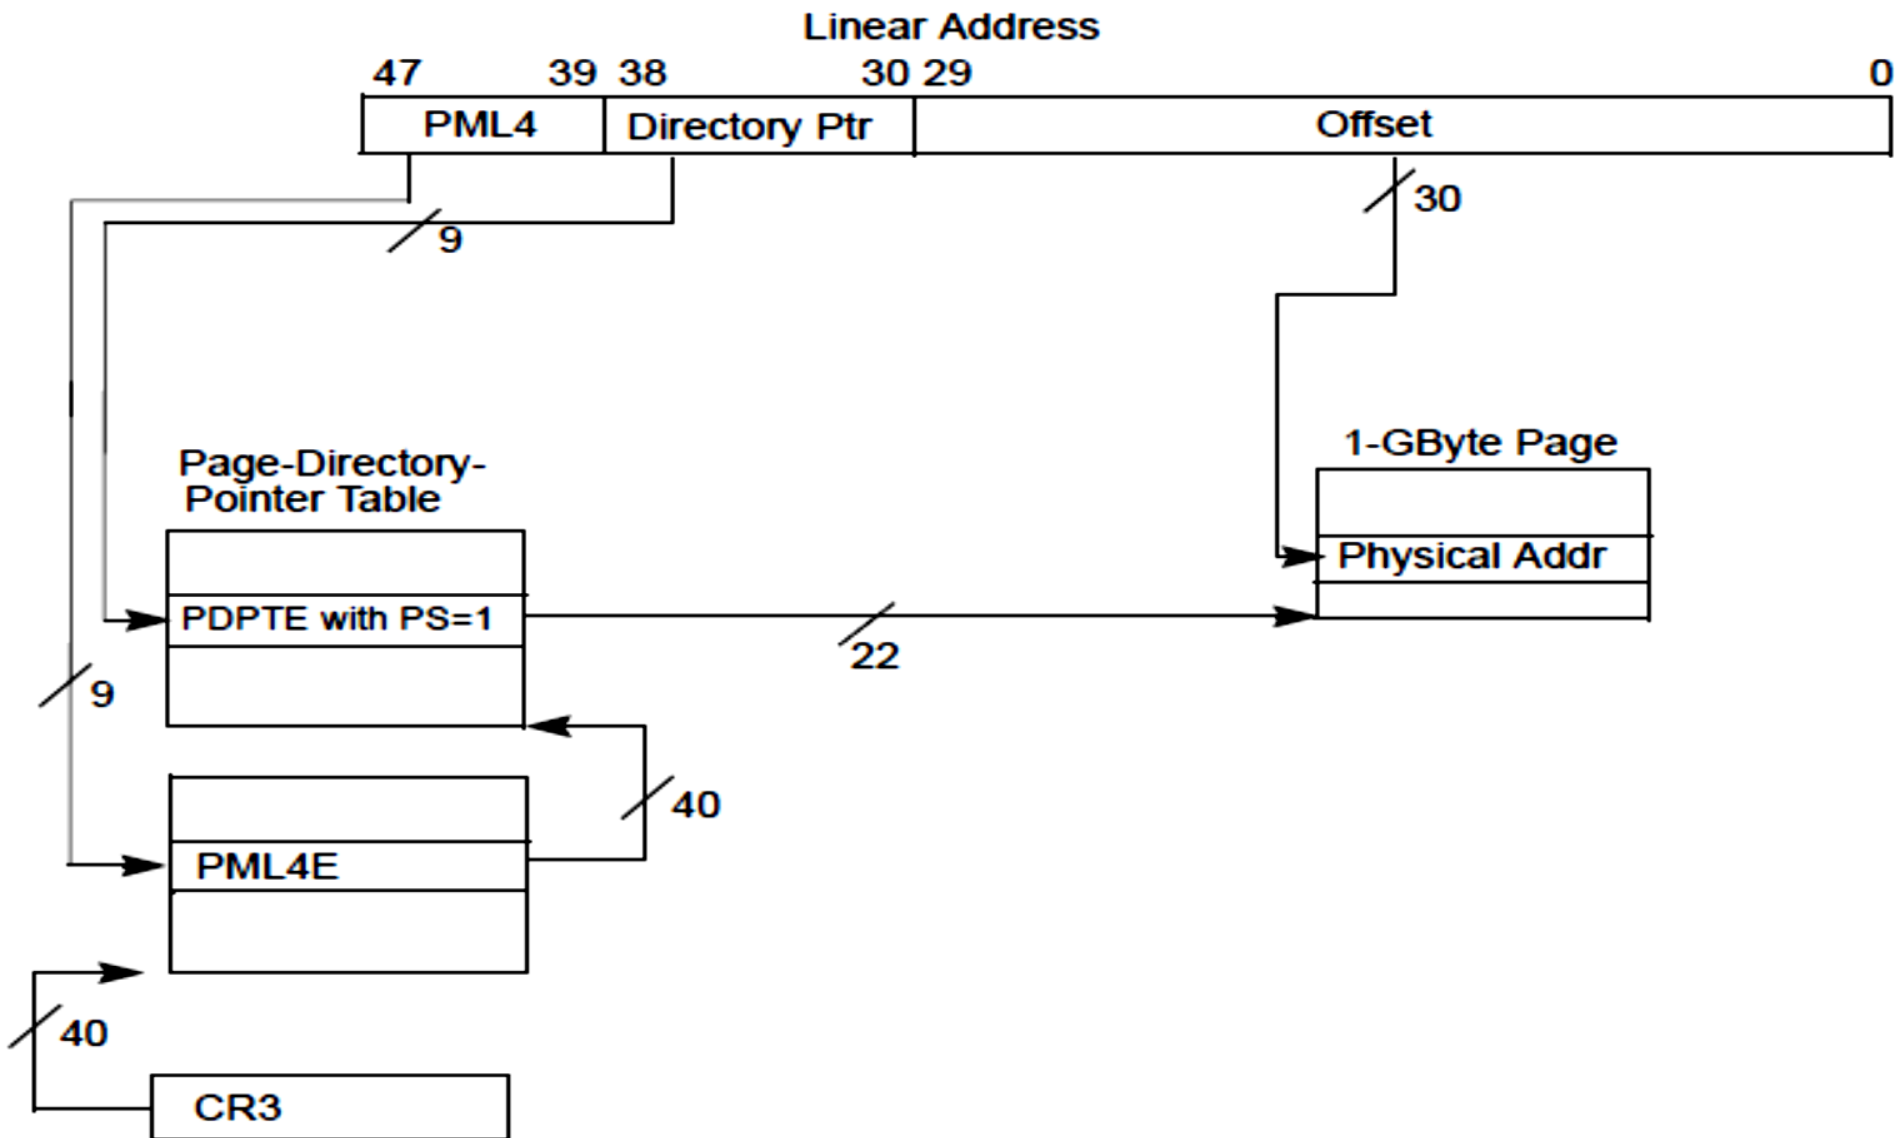 Linear Address
47 39 38 30 29 0
PML4 Directory Ptr Offset
30
9
1-GByte Page
Page-Directory-
Pointer Table
Physical Addr
PDPTE with PS=1
22
9
40
PML4E
40
CR3